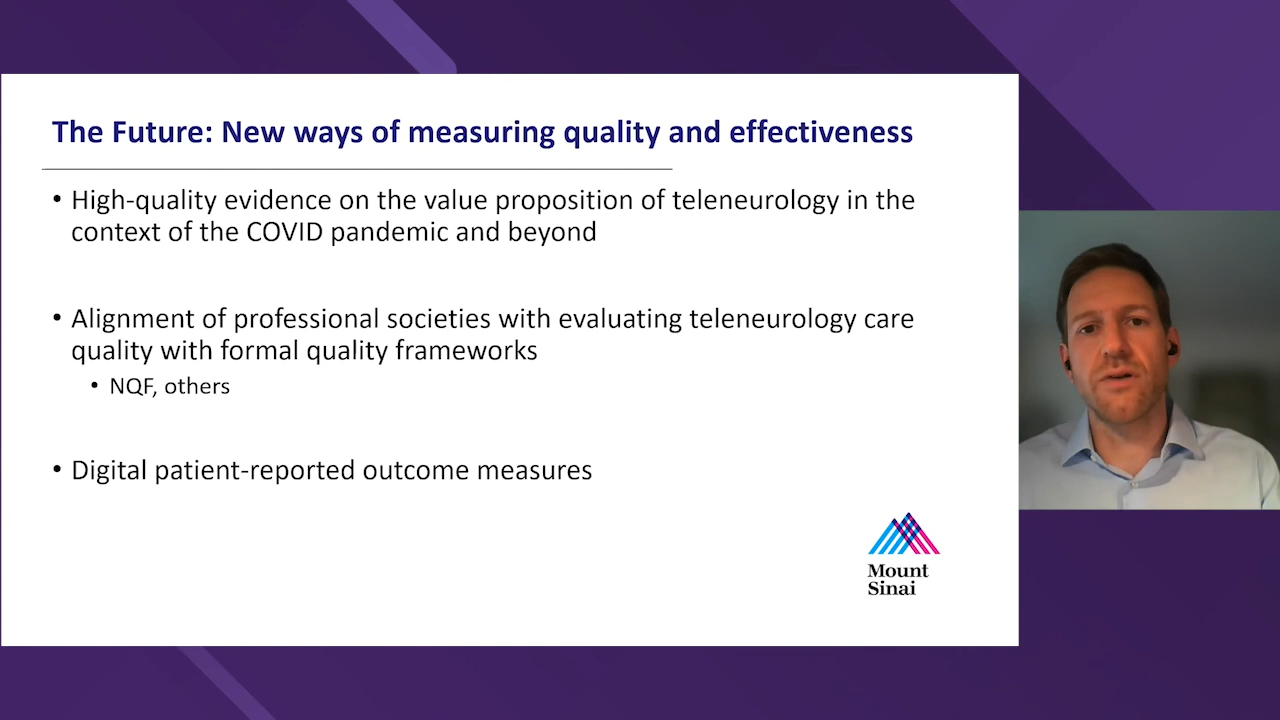 The Future: New ways of measuring quality and effectiveness
• High-quality evidence on the value proposition of teleneurology in the
context of the COVID pandemic and beyond
• Alignment of professional societies with evaluating teleneurology care
quality with formal quality frameworks
• NQF, others
• Digital patient-reported outcome measures
Mount
Sinai